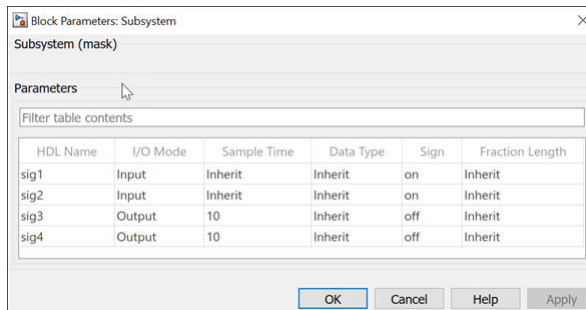 Block Parameters: Subsystem
Subsystem (mask)
Parameters
Filter table contents
HDL Name I/O Mode Sample Time Data Type Sign Fraction Length
sig1 Input Inherit Inherit on Inherit
sig2 Input Inherit Inherit on Inherit
sig3 Output 10 Inherit off Inherit
sig4 Output 10 Inherit off Inherit
OK Cancel Help Apply